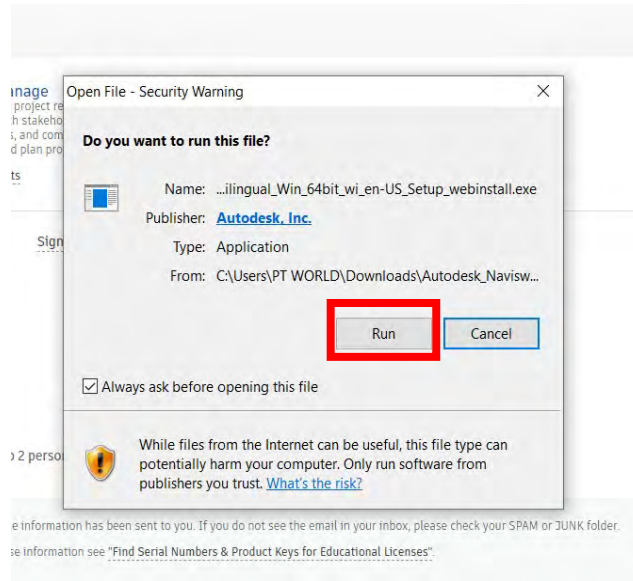 Open File - Security Warning
Do you want to run this file?
Name: ...ilingual_Win_64bit_wi_en-US_Setup_webinstall.exe
Publisher: Autodesk, Inc.
Type: Application
From: C:\Users\PT WORLD\Downloads\Autodesk_Navisw...
Run Cancel
Always ask before opening this file
While files from the Internet can be useful, this file type can
potentially harm your computer. Only run software from
publishers you trust. What's the risk?
anage
project re
h stakeho
s, and com
d plan pro
ts
Sign
o 2 perso
e information has been sent to you. If you do not see the email in your inbox, please check your SPAM or JUNK folder.
se information see "Find Serial Numbers & Product Keys for Educational Licenses".